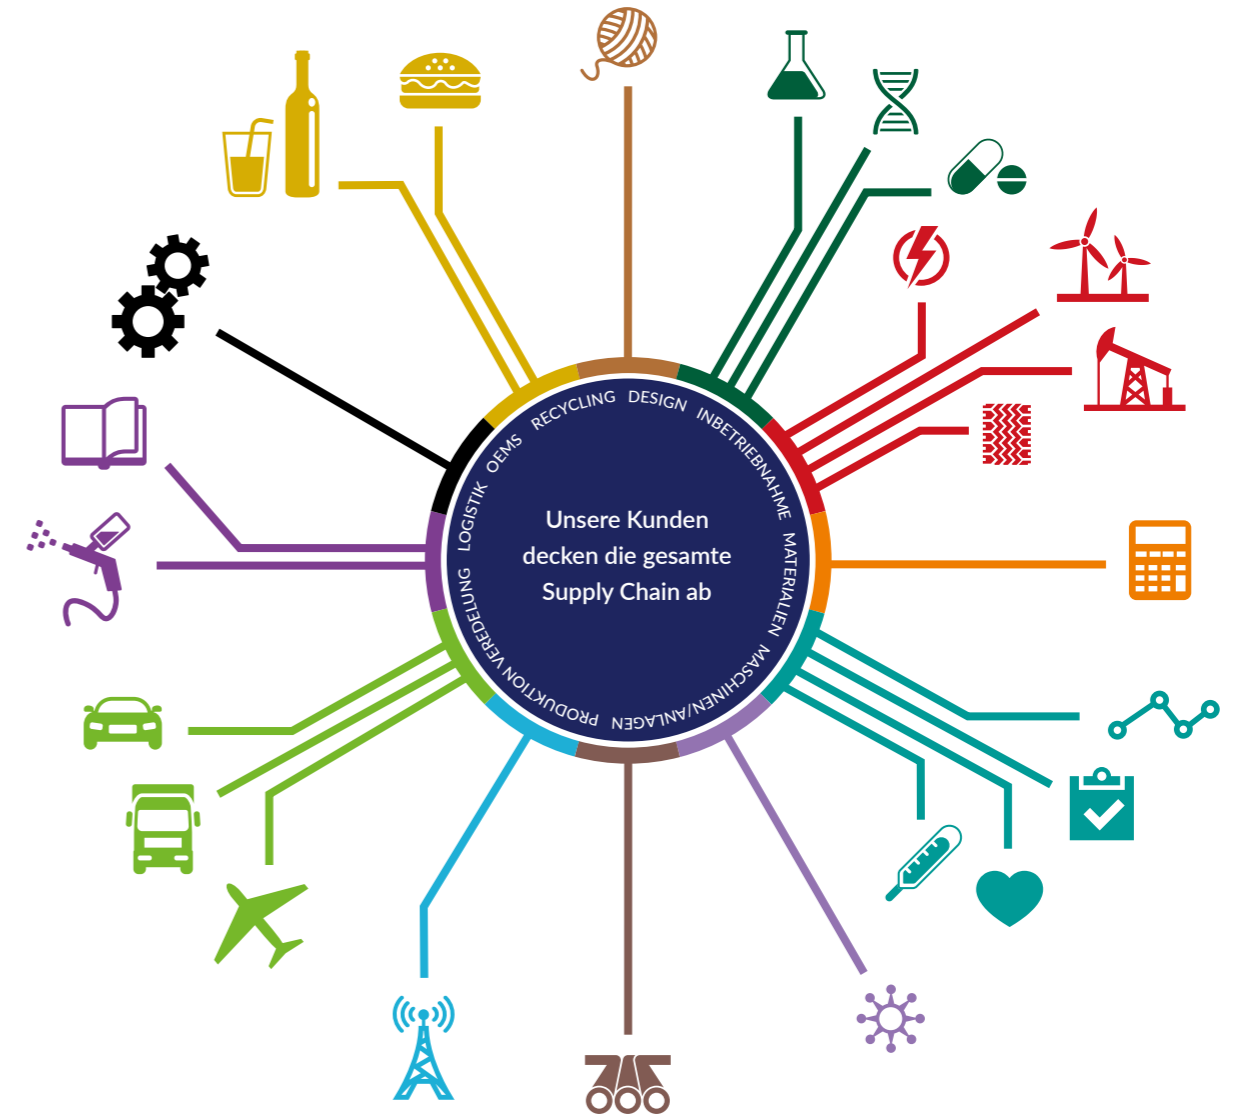 Unsere Kunden
decken die gesamte
Supply Chain ab
DESIGN
INBETRIEBNAHME
MATERIALIEN
MASCHINEN/ANLAGEN
PRODUKTION
VEREDELUNG
LOGISTIK
OEMS
RECYCLING